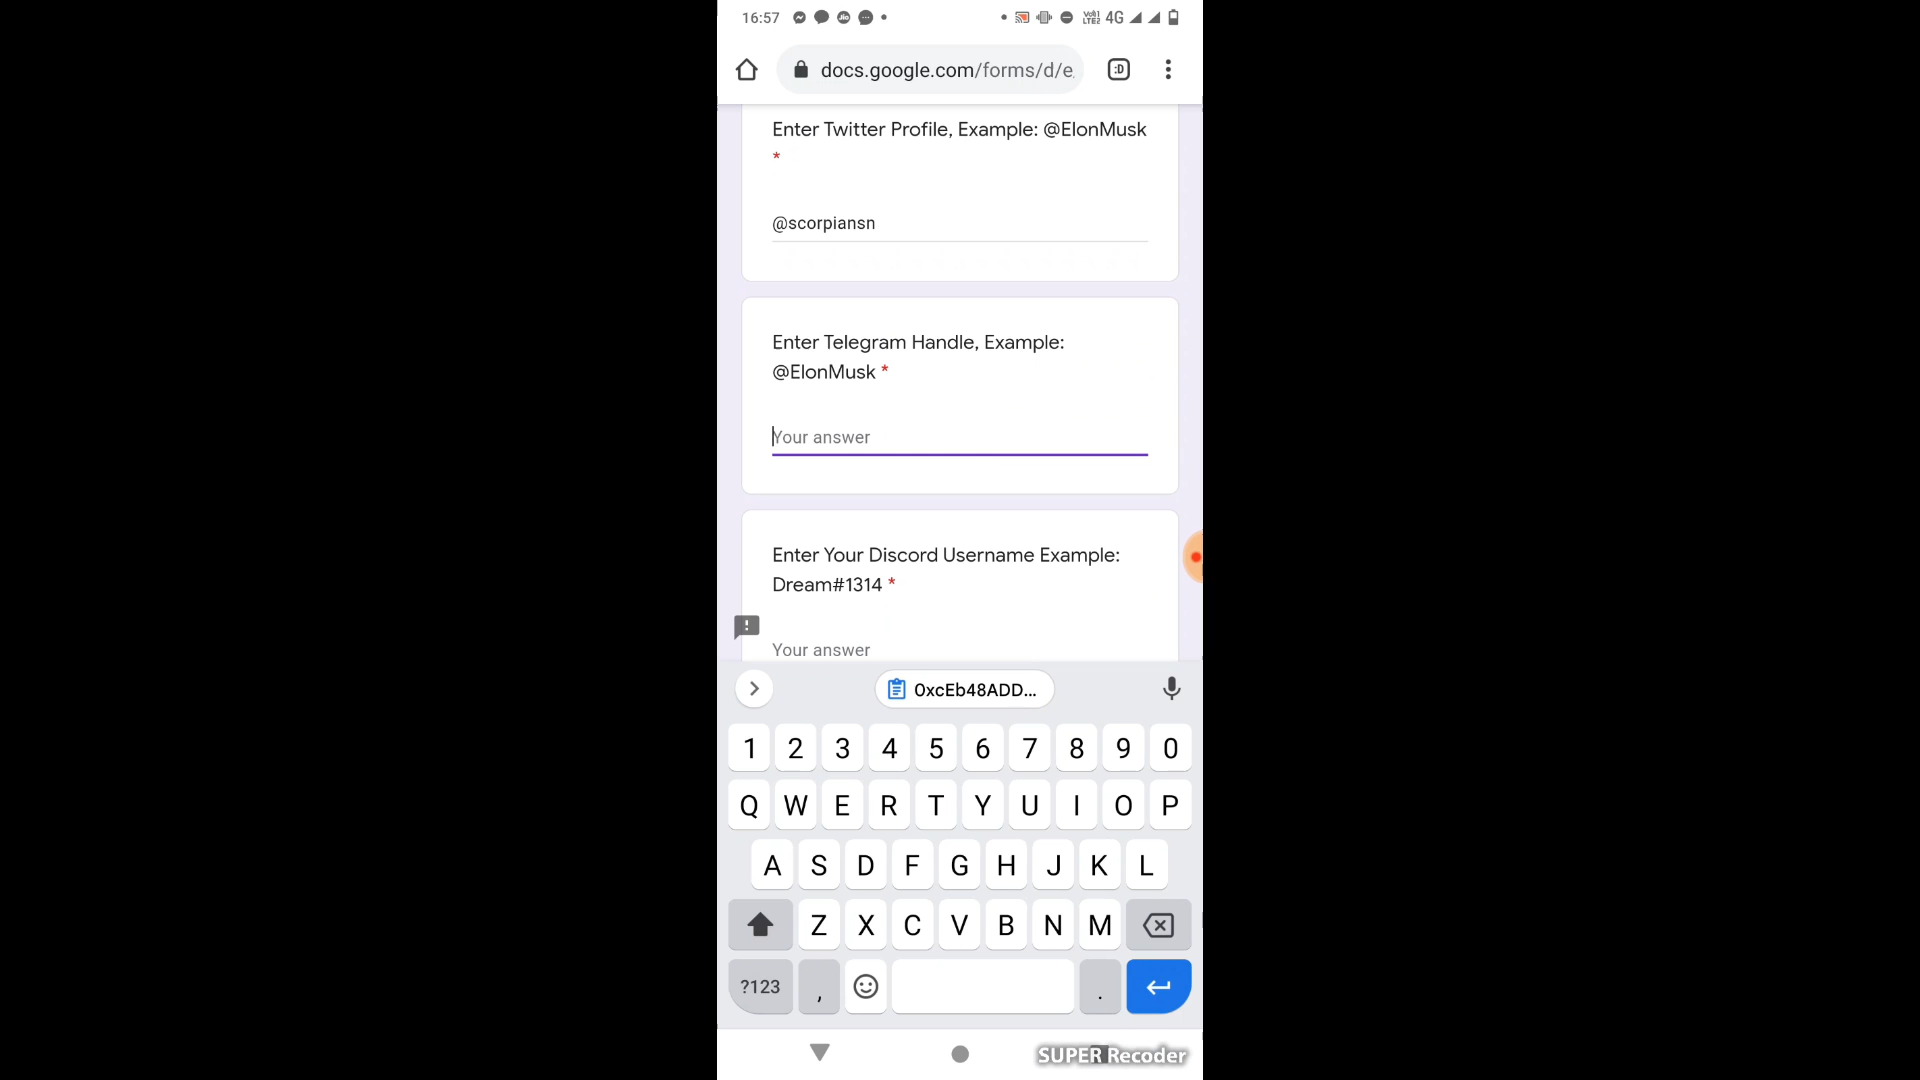 16:57
4G
docs.google.com/forms/d/e
:D
Enter Twitter Profile, Example: @ElonMusk
*
@scorpiansn
Enter Telegram Handle, Example:
@ElonMusk *
Your answer
Enter Your Discord Username Example:
Dream#1314 *
Your answer
0xcEb48ADD...
1 2 3 4 5 6 7 8 9 0
Q W E R T Y U I O P
A S D F G H J K L
Z X C V B N M
?123 , .
SUPER Recoder